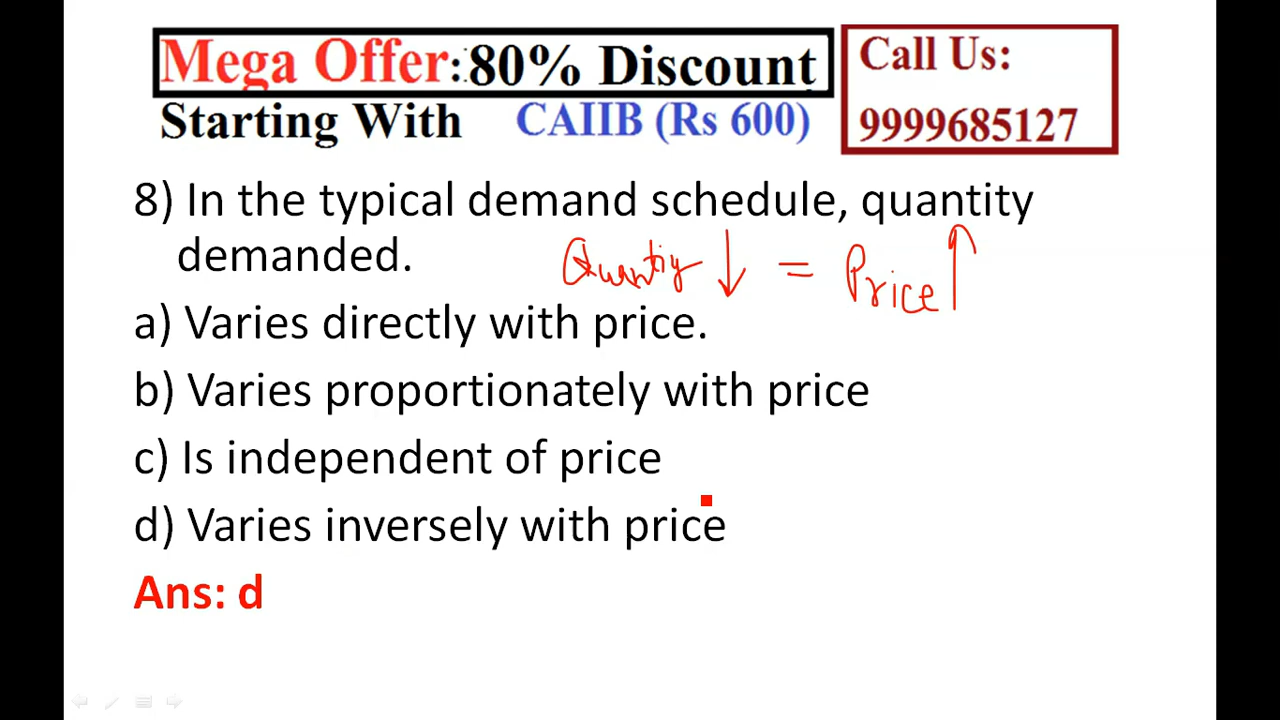 Mega Offer: 80% Discount
Starting With CAIIB (Rs 600)
Call Us:
9999685127
8) In the typical demand schedule, quantity
demanded.
Quantiy ↓ = Price ↑
a) Varies directly with price.
b) Varies proportionately with price
c) Is independent of price
d) Varies inversely with price
Ans: d